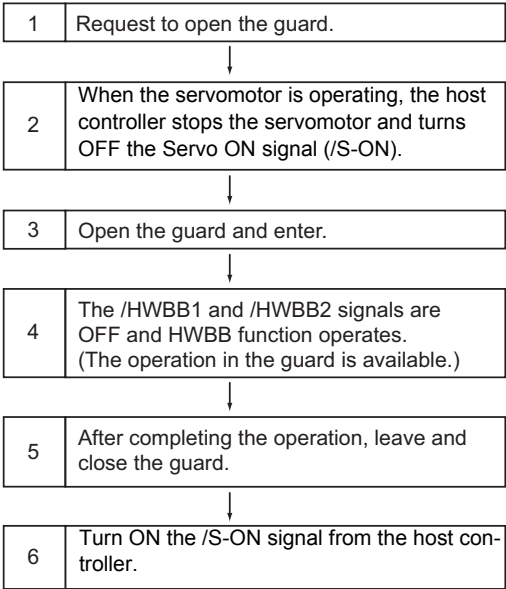 1 Request to open the guard.
2 When the servomotor is operating, the host
controller stops the servomotor and turns
OFF the Servo ON signal (/S-ON).
3 Open the guard and enter.
4 The /HWBB1 and /HWBB2 signals are
OFF and HWBB function operates.
(The operation in the guard is available.)
5 After completing the operation, leave and
close the guard.
6 Turn ON the /S-ON signal from the host con-
troller.